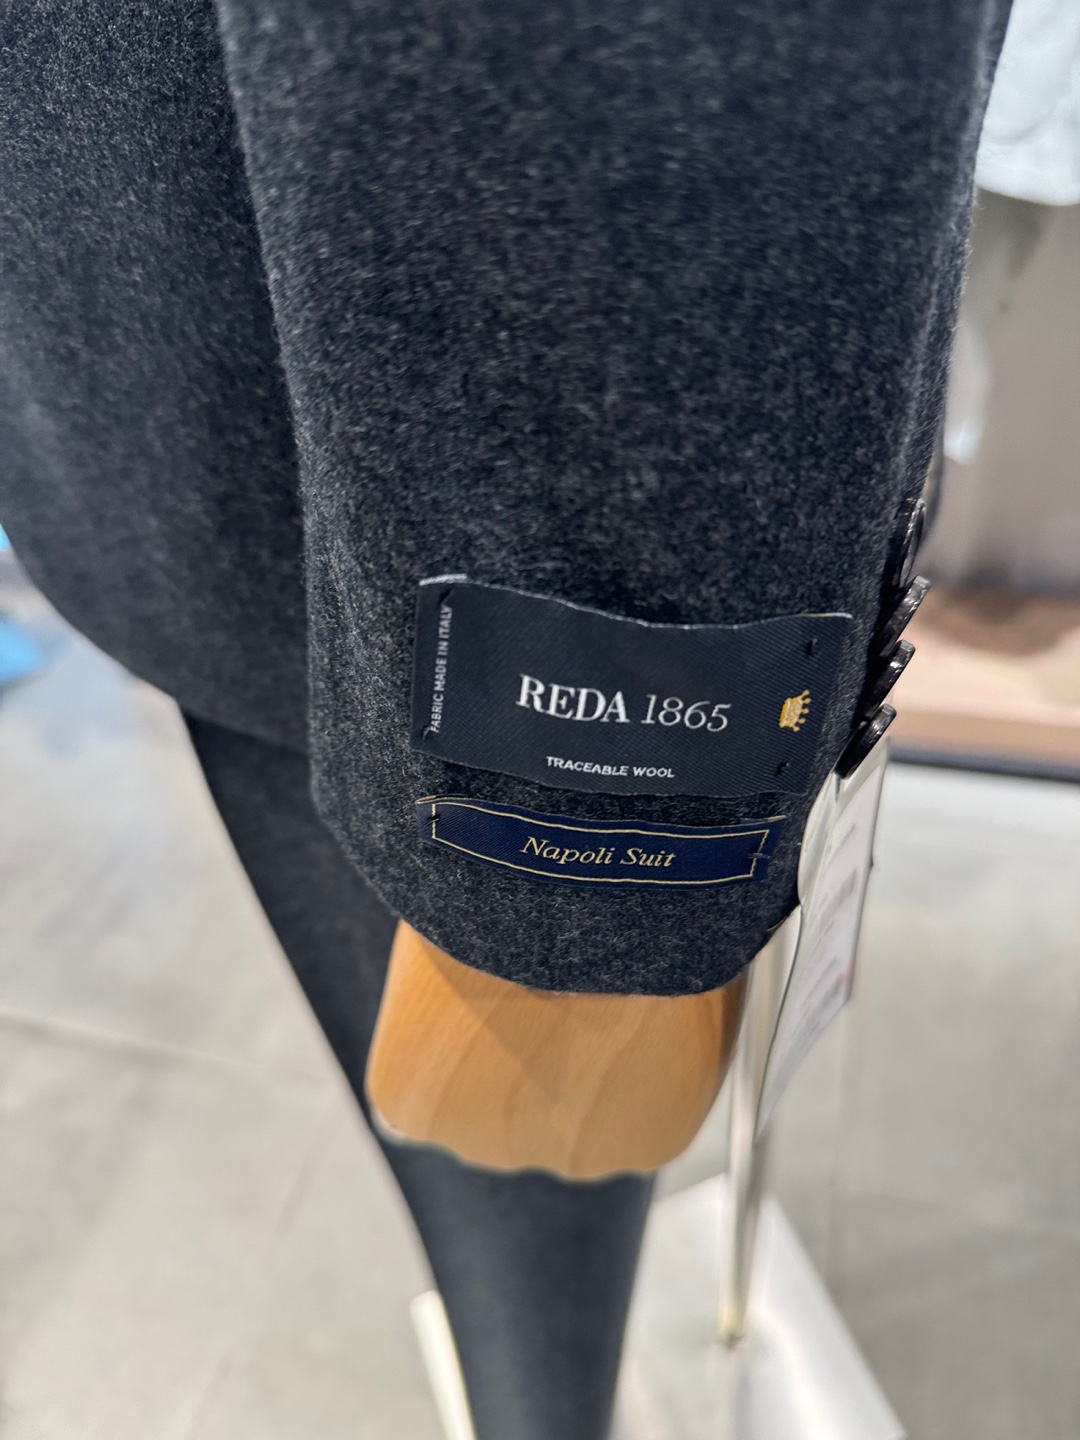 FABRIC MADE IN ITALY
REDA 1865
TRACEABLE WOOL
Napoli Suit